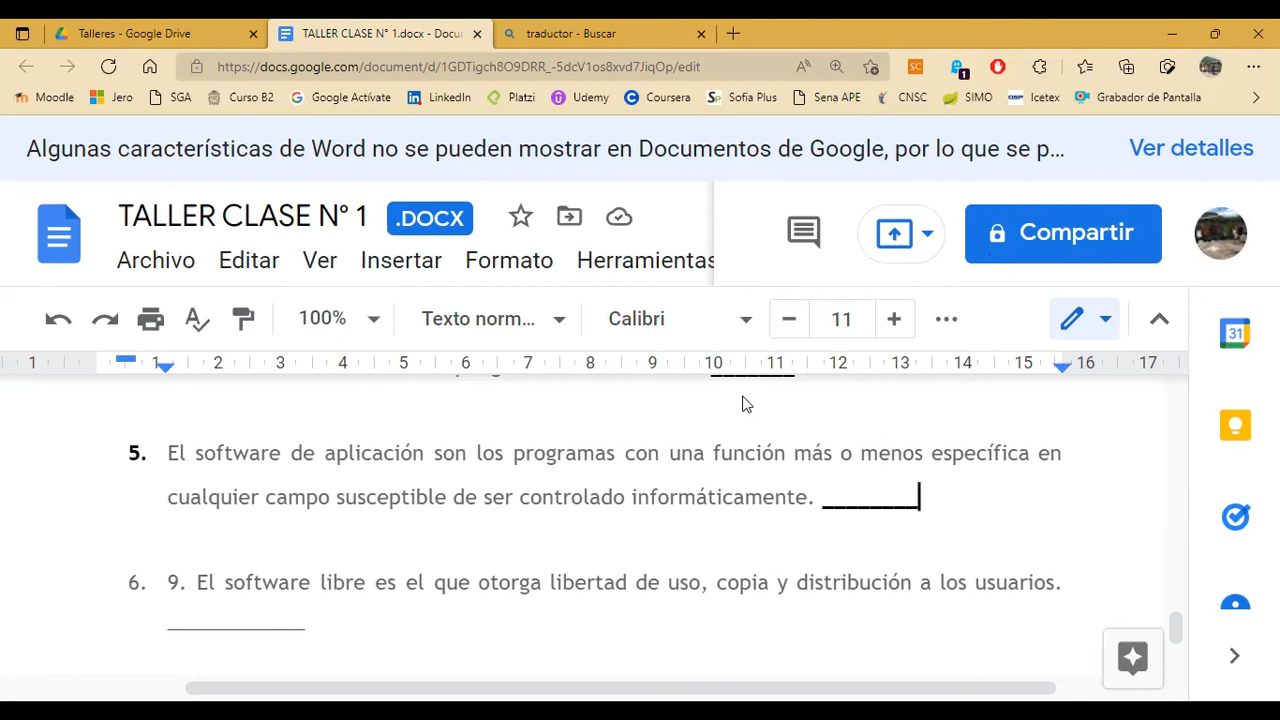 Talleres - Google Drive
TALLER CLASE N° 1.docx - Docu
traductor - Buscar
https://docs.google.com/document/d/1GDTigch8O9DRR_-5dcV1os8xvd7JiqOp/edit
Moodle Jero SGA Curso B2 Google Actívate LinkedIn Platzi Udemy Coursera Sofia Plus Sena APE CNSC SIMO Icetex Grabador de Pantalla
Algunas características de Word no se pueden mostrar en Documentos de Google, por lo que se p... Ver detalles
TALLER CLASE N° 1 .DOCX
Compartir
Archivo Editar Ver Insertar Formato Herramientas
100% Texto norm... Calibri 11
1 1 2 3 4 5 6 7 8 9 10 11 12 13 14 15 16 17
5. El software de aplicación son los programas con una función más o menos específica en
cualquier campo susceptible de ser controlado informáticamente. ________
6. 9. El software libre es el que otorga libertad de uso, copia y distribución a los usuarios.
____________